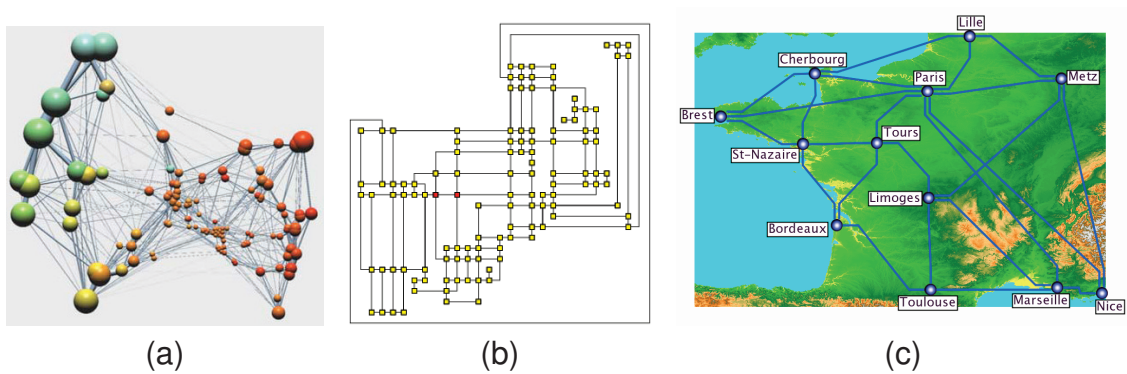 Lille
Cherbourg
Paris
Metz
Brest
Tours
St-Nazaire
Limoges
Bordeaux
Toulouse
Marseille
Nice
(a)
(b)
(c)